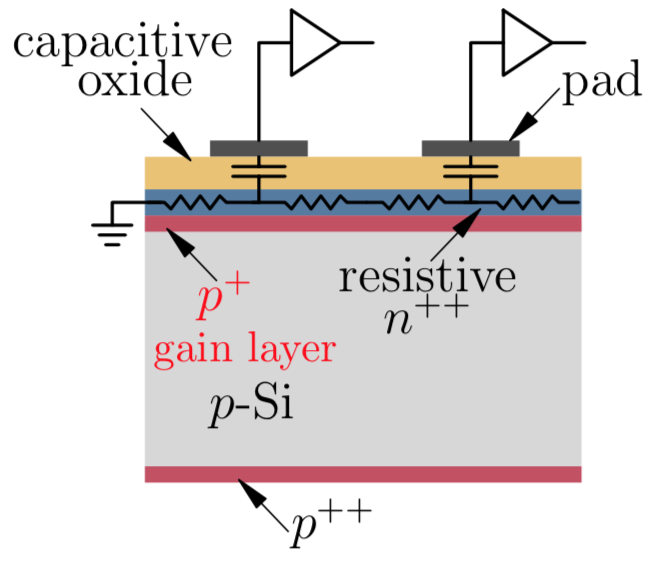 capacitive
oxide
pad
resistive
n⁺⁺
p⁺
gain layer
p-Si
p⁺⁺